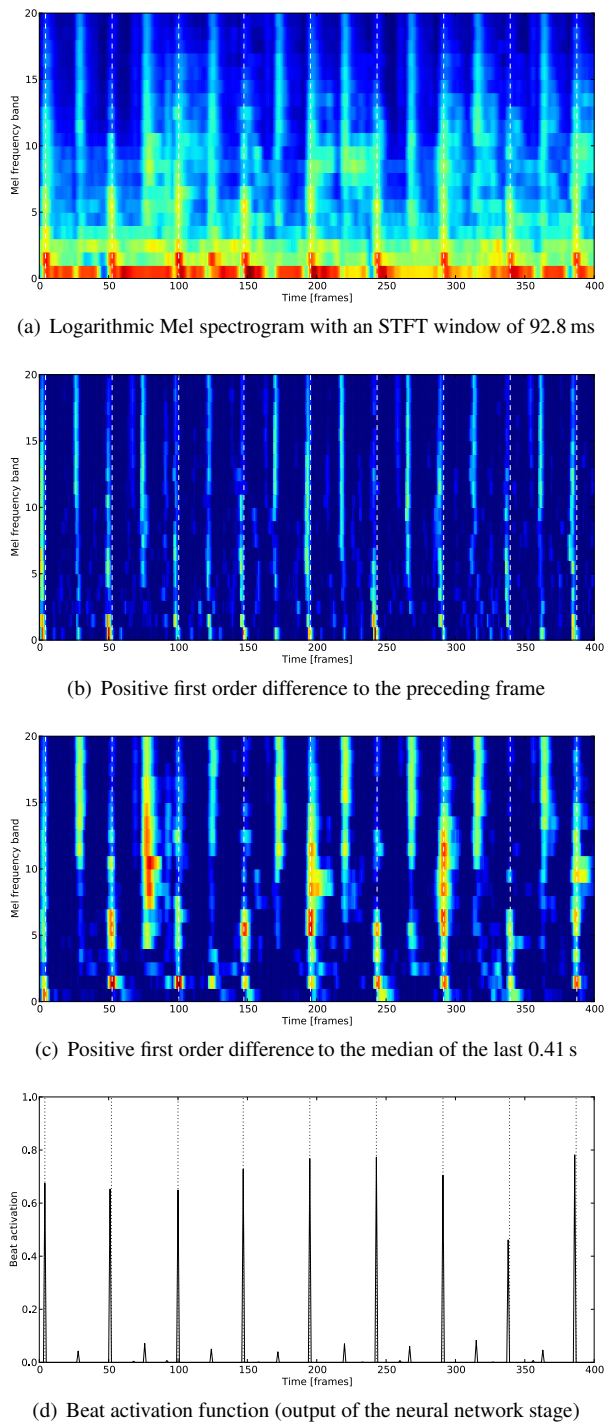 20
15
10
5
0
Mel frequency band
0 50 100 150 200 250 300 350 400
Time [frames]
(a) Logarithmic Mel spectrogram with an STFT window of 92.8 ms
20
15
10
5
0
Mel frequency band
0 50 100 150 200 250 300 350 400
Time [frames]
(b) Positive first order difference to the preceding frame
20
15
10
5
0
Mel frequency band
0 50 100 150 200 250 300 350 400
Time [frames]
(c) Positive first order difference to the median of the last 0.41 s
1.0
0.8
0.6
0.4
0.2
0.0
Beat activation
0 50 100 150 200 250 300 350 400
Time [frames]
(d) Beat activation function (output of the neural network stage)